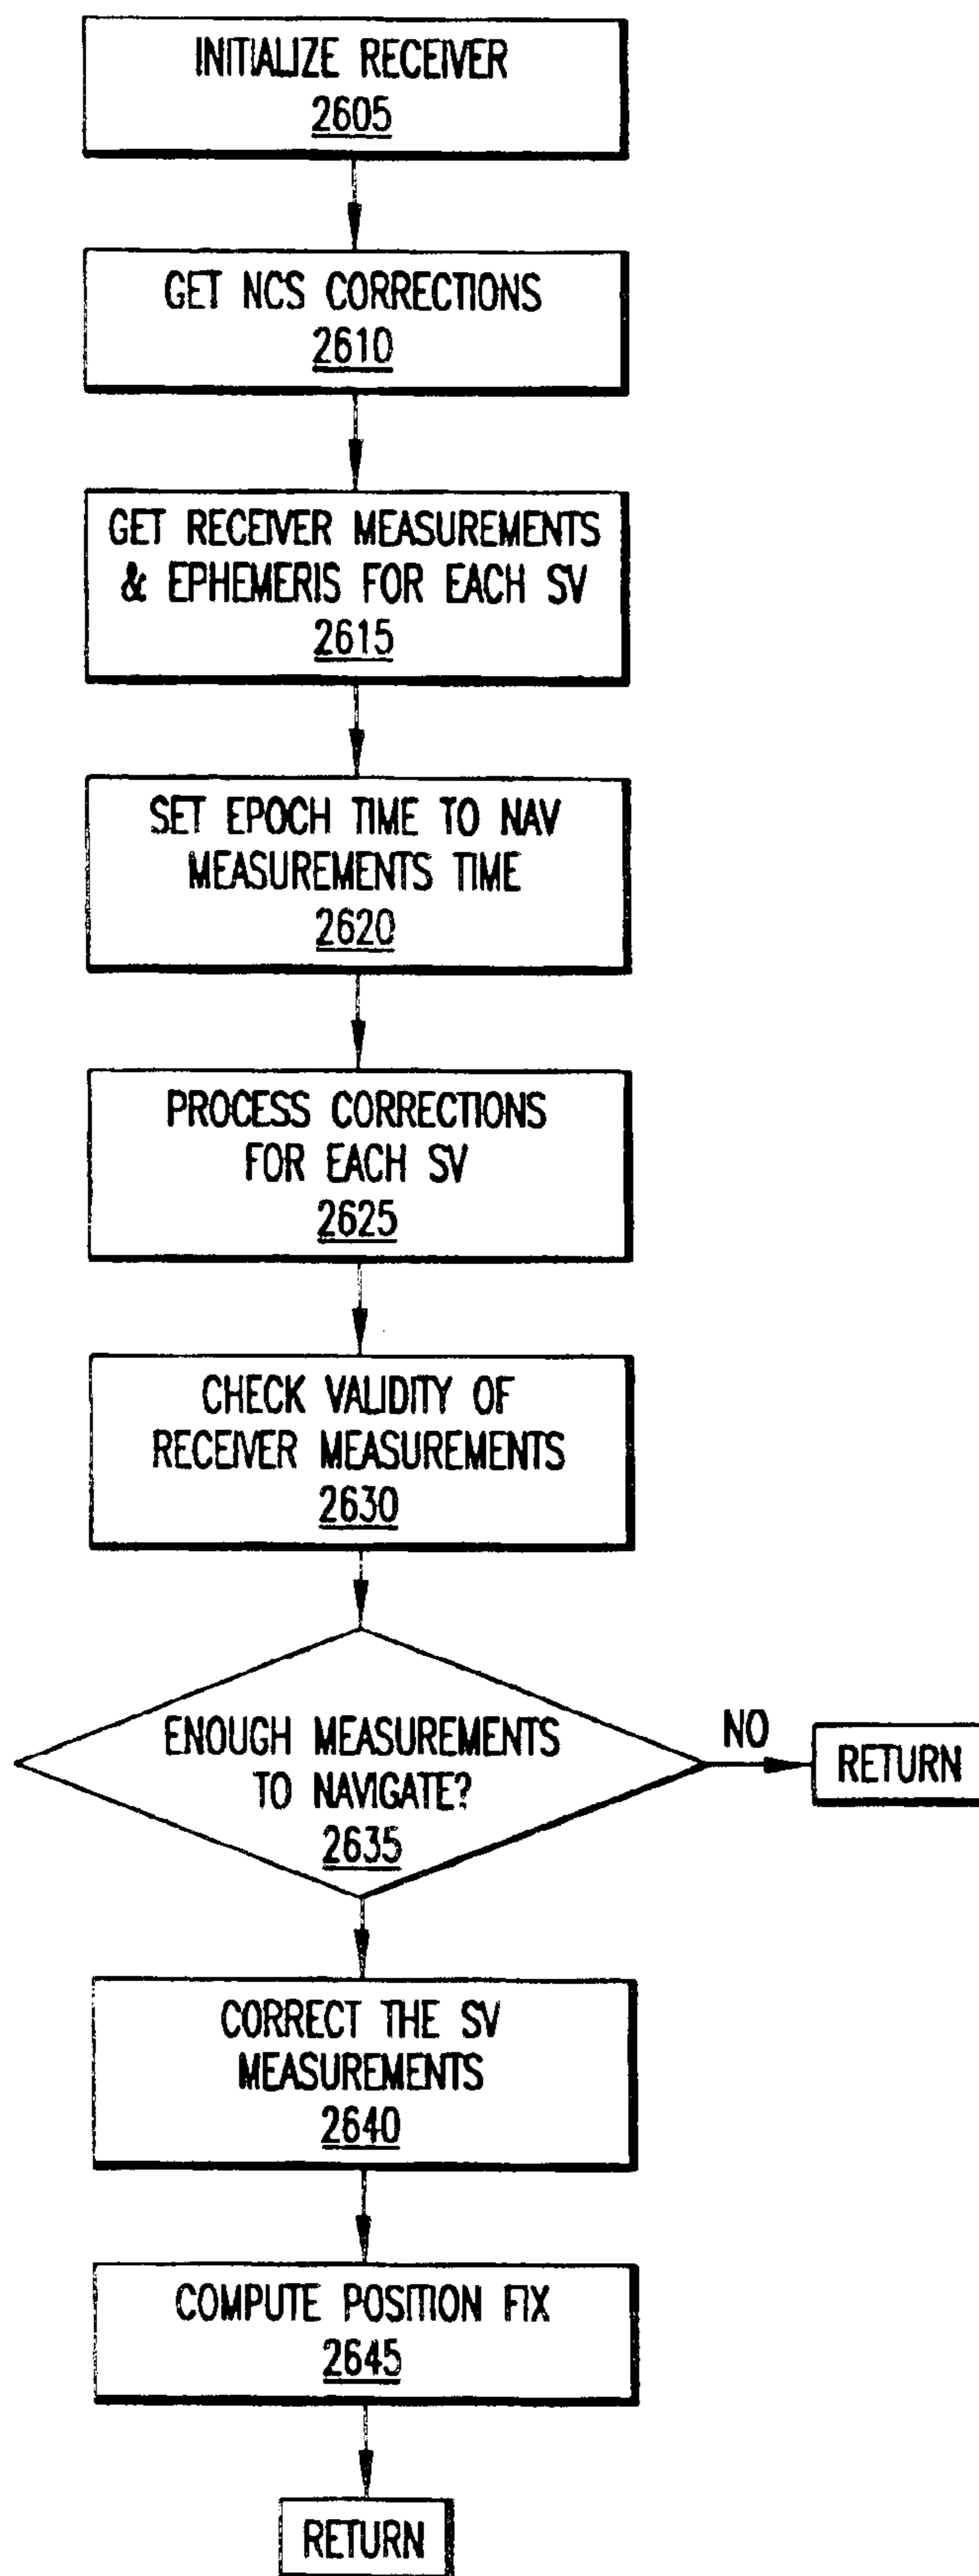 INITIALIZE RECEIVER
2605
GET NCS CORRECTIONS
2610
GET RECEIVER MEASUREMENTS
& EPHEMERIS FOR EACH SV
2615
SET EPOCH TIME TO NAV
MEASUREMENTS TIME
2620
PROCESS CORRECTIONS
FOR EACH SV
2625
CHECK VALIDITY OF
RECEIVER MEASUREMENTS
2630
ENOUGH MEASUREMENTS
TO NAVIGATE?
2635
NO
RETURN
CORRECT THE SV
MEASUREMENTS
2640
COMPUTE POSITION FIX
2645
RETURN